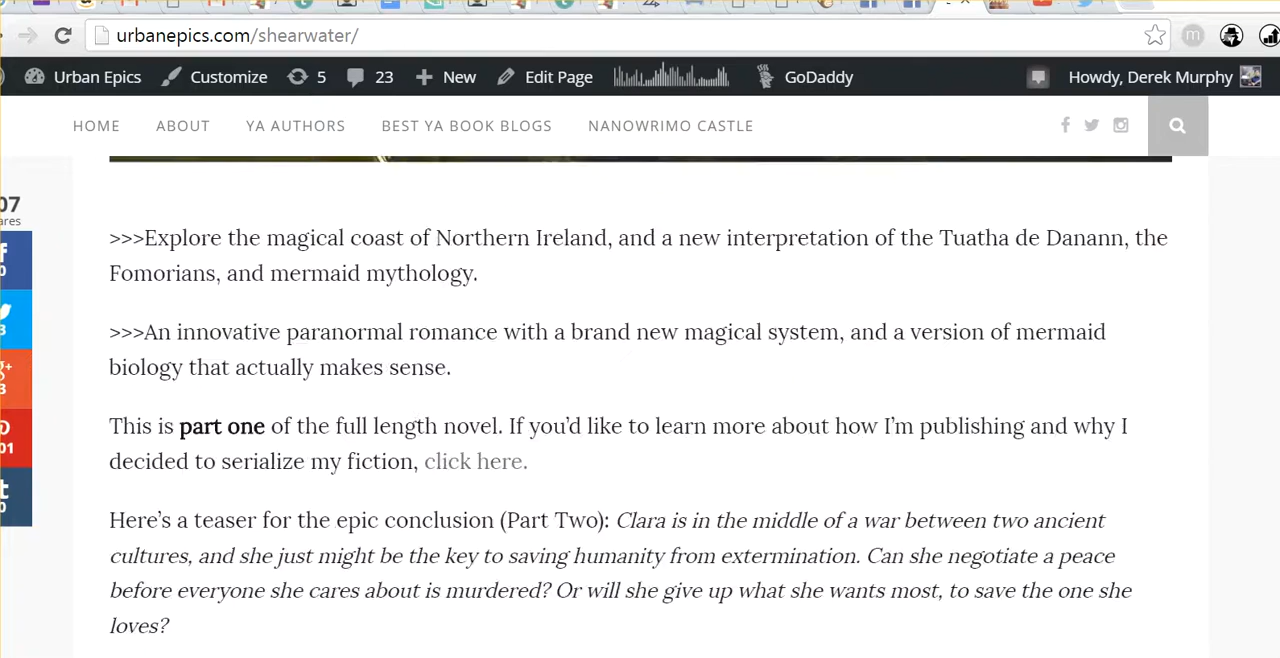 urbanepics.com/shearwater/
Urban Epics Customize 5 23 New Edit Page GoDaddy Howdy, Derek Murphy
HOME ABOUT YA AUTHORS BEST YA BOOK BLOGS NANOWRIMO CASTLE
07
ares
>>>Explore the magical coast of Northern Ireland, and a new interpretation of the Tuatha de Danann, the
Fomorians, and mermaid mythology.
0
3
>>>An innovative paranormal romance with a brand new magical system, and a version of mermaid
biology that actually makes sense.
3
This is part one of the full length novel. If you’d like to learn more about how I’m publishing and why I
01
decided to serialize my fiction, click here.
0
Here’s a teaser for the epic conclusion (Part Two): Clara is in the middle of a war between two ancient
cultures, and she just might be the key to saving humanity from extermination. Can she negotiate a peace
before everyone she cares about is murdered? Or will she give up what she wants most, to save the one she
loves?